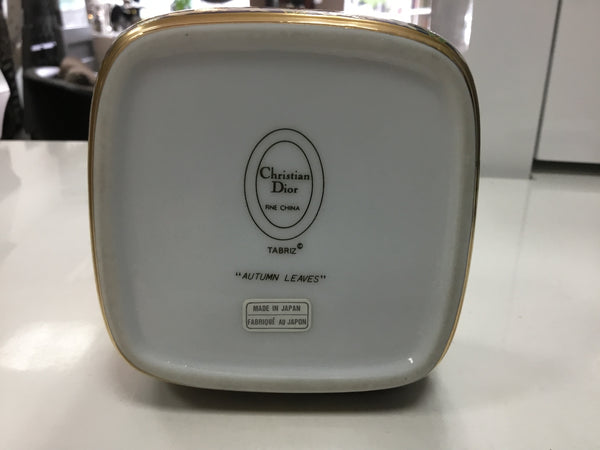 Christian
Dior
FINE CHINA
TABRIZ©
"AUTUMN LEAVES"
MADE IN JAPAN
FABRIQUÉ AU JAPON